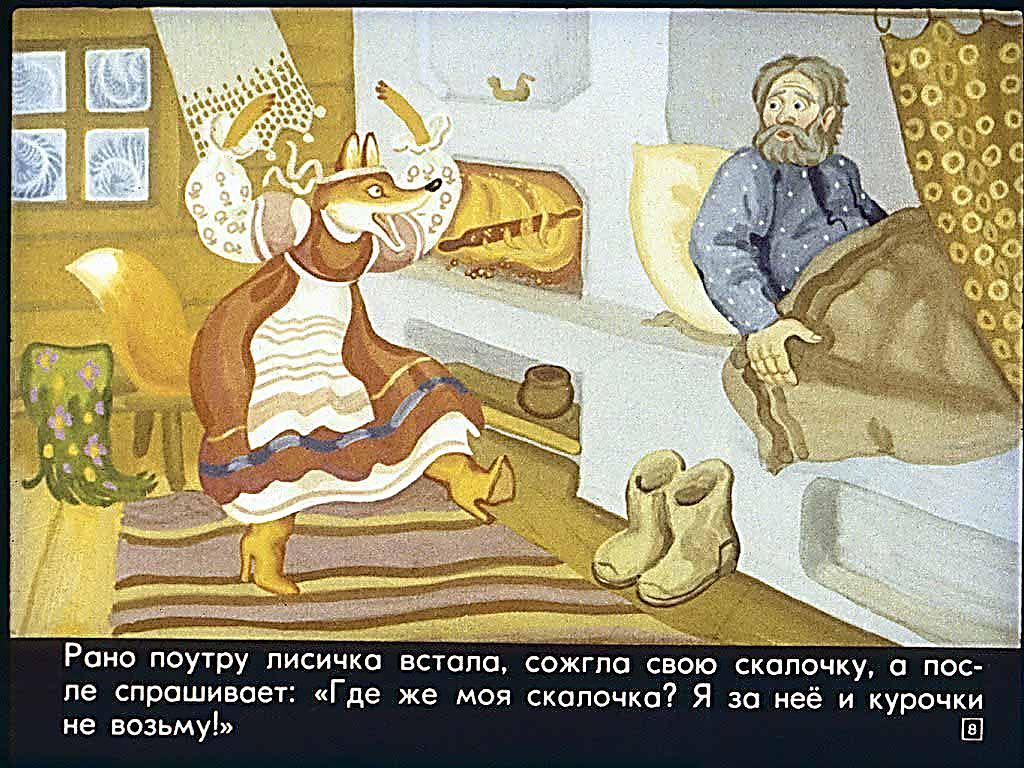 Рано поутру лисичка встала, сожгла свою скалочку, а пос-
ле спрашивает: «Где же моя скалочка? Я за неё и курочки
не возьму!»
8